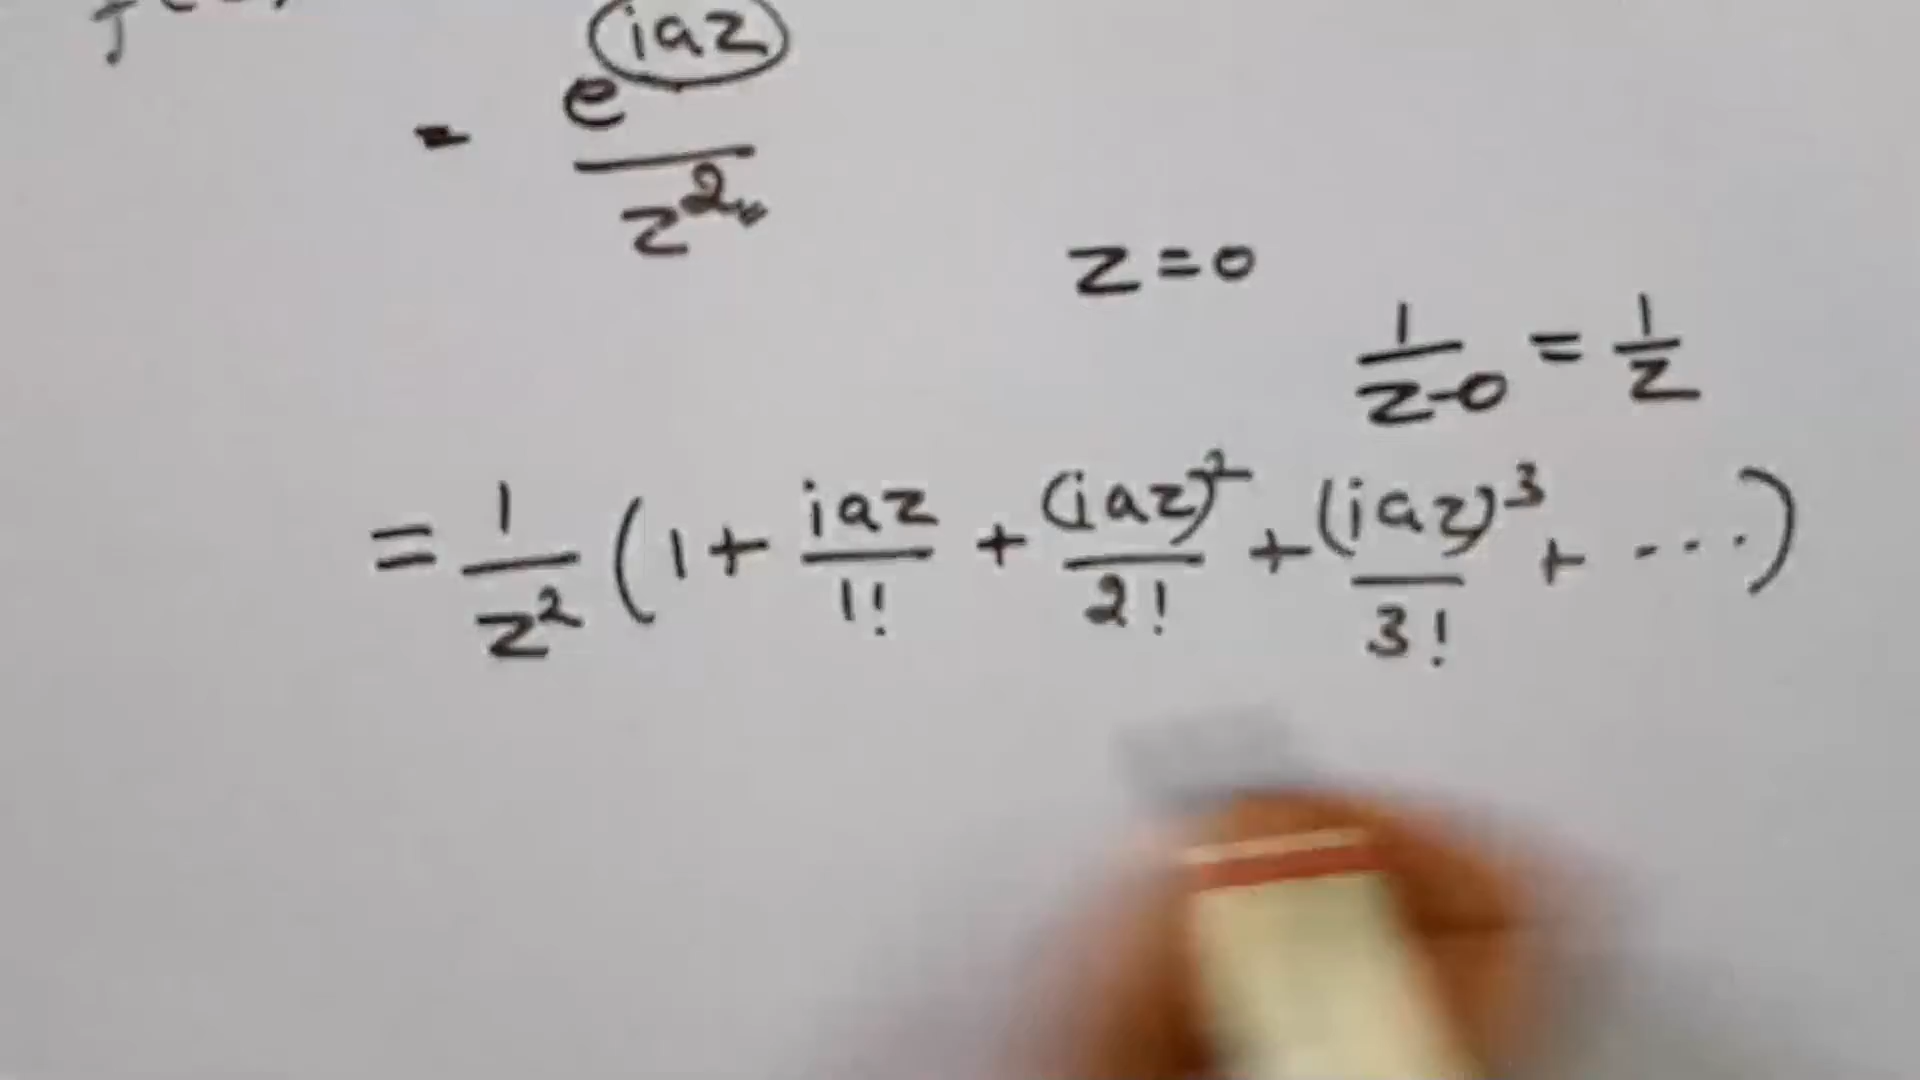 = e^{iaz} / z^2
z=0
1/(z-0) = 1/z
= 1/z^2 (1 + iaz/1! + (iaz)^2/2! + (iaz)^3/3! + ...)